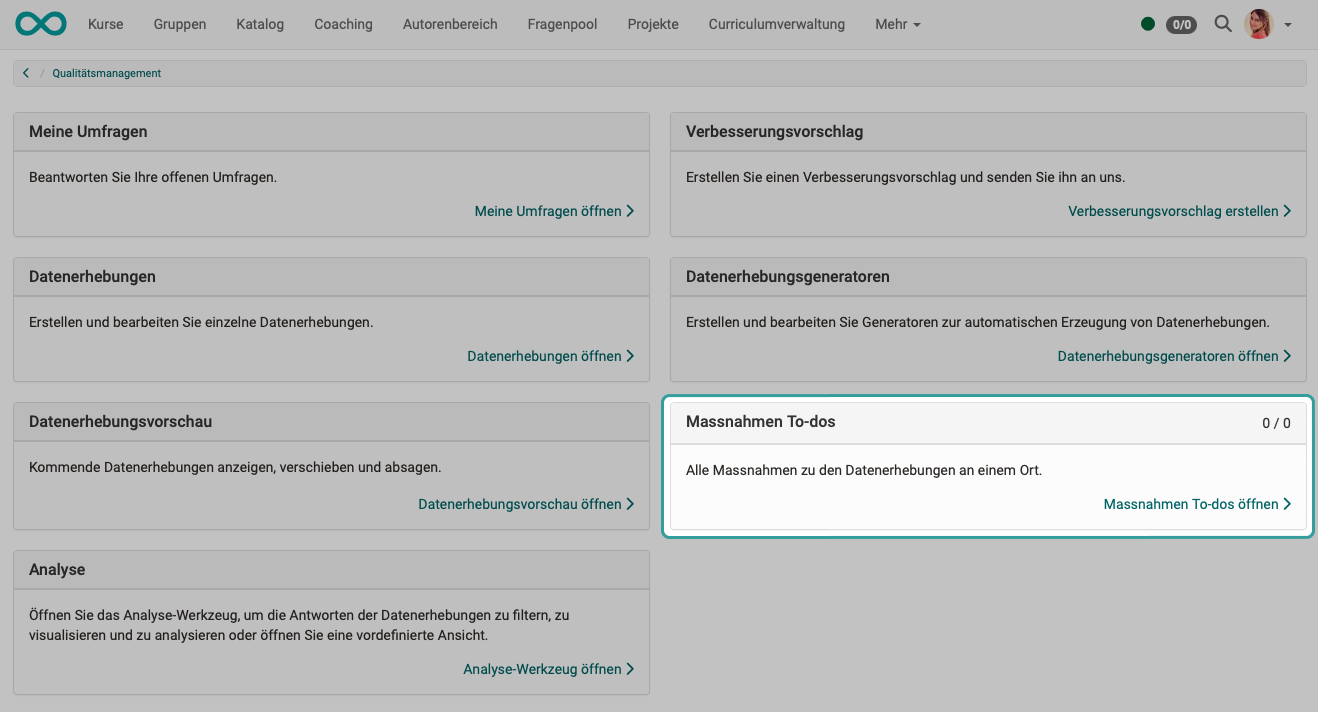 Kurse Gruppen Katalog Coaching Autorenbereich Fragenpool Projekte Curriculumverwaltung Mehr 0/0
/ Qualitätsmanagement
Meine Umfragen
Beantworten Sie Ihre offenen Umfragen.
Meine Umfragen öffnen
Verbesserungsvorschlag
Erstellen Sie einen Verbesserungsvorschlag und senden Sie ihn an uns.
Verbesserungsvorschlag erstellen
Datenerhebungen
Erstellen und bearbeiten Sie einzelne Datenerhebungen.
Datenerhebungen öffnen
Datenerhebungsgeneratoren
Erstellen und bearbeiten Sie Generatoren zur automatischen Erzeugung von Datenerhebungen.
Datenerhebungsgeneratoren öffnen
Datenerhebungsvorschau
Kommende Datenerhebungen anzeigen, verschieben und absagen.
Datenerhebungsvorschau öffnen
Massnahmen To-dos 0 / 0
Alle Massnahmen zu den Datenerhebungen an einem Ort.
Massnahmen To-dos öffnen
Analyse
Öffnen Sie das Analyse-Werkzeug, um die Antworten der Datenerhebungen zu filtern, zu
visualisieren und zu analysieren oder öffnen Sie eine vordefinierte Ansicht.
Analyse-Werkzeug öffnen